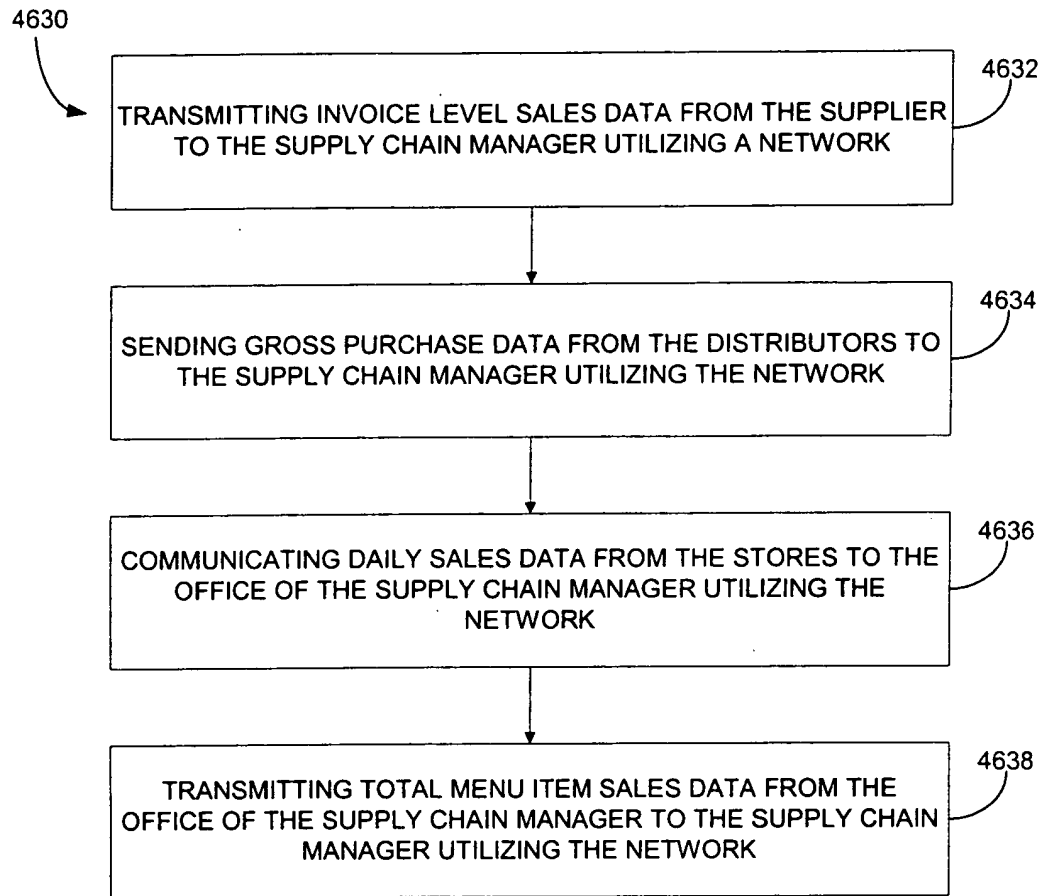 4630
4632
TRANSMITTING INVOICE LEVEL SALES DATA FROM THE SUPPLIER
TO THE SUPPLY CHAIN MANAGER UTILIZING A NETWORK
4634
SENDING GROSS PURCHASE DATA FROM THE DISTRIBUTORS TO
THE SUPPLY CHAIN MANAGER UTILIZING THE NETWORK
4636
COMMUNICATING DAILY SALES DATA FROM THE STORES TO THE
OFFICE OF THE SUPPLY CHAIN MANAGER UTILIZING THE
NETWORK
4638
TRANSMITTING TOTAL MENU ITEM SALES DATA FROM THE
OFFICE OF THE SUPPLY CHAIN MANAGER TO THE SUPPLY CHAIN
MANAGER UTILIZING THE NETWORK